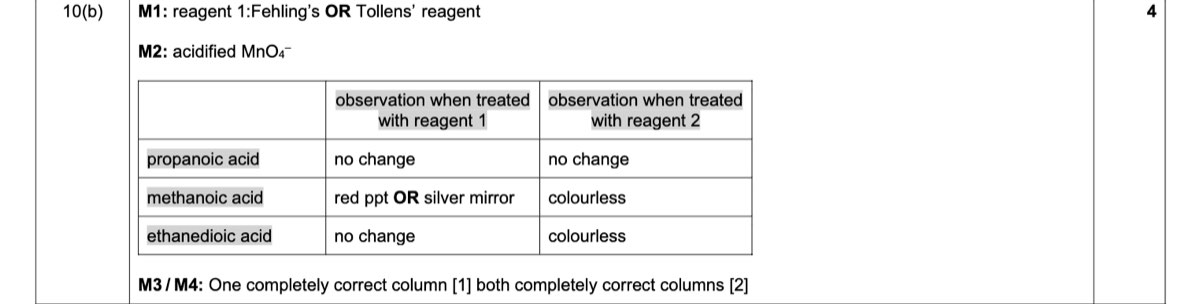 10(b) M1: reagent 1:Fehling's OR Tollens' reagent 4
M2: acidified MnO₄⁻
observation when treated with reagent 1 observation when treated with reagent 2
propanoic acid no change no change
methanoic acid red ppt OR silver mirror colourless
ethanedioic acid no change colourless
M3 / M4: One completely correct column [1] both completely correct columns [2]